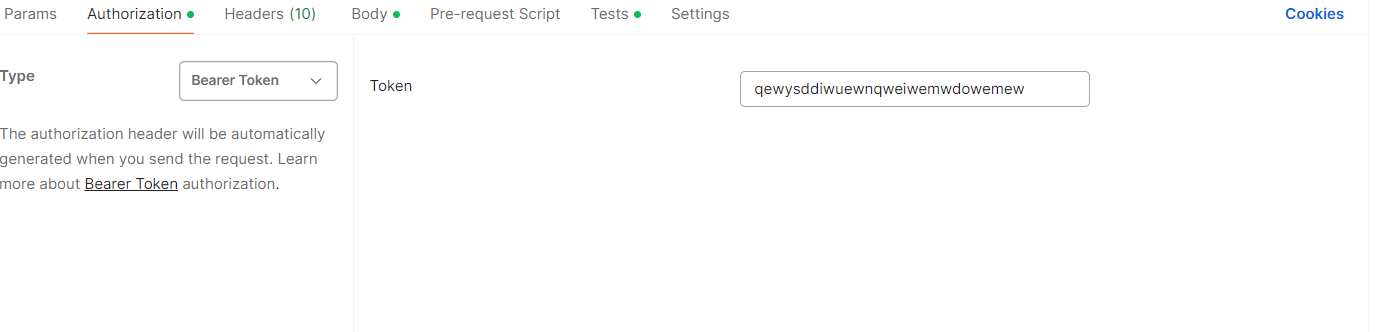 Params Authorization Headers (10) Body Pre-request Script Tests Settings Cookies
Type Bearer Token Token qewysddiwuewnqweiwemwdowemew
The authorization header will be automatically
generated when you send the request. Learn
more about Bearer Token authorization.